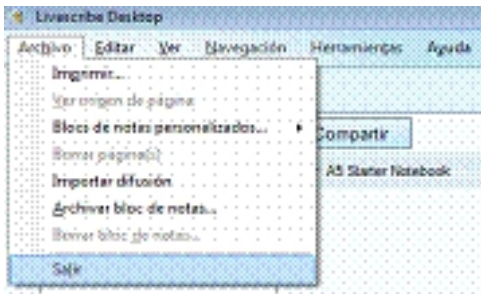 Livescribe Desktop
Archivo Editar Ver Navegación Herramientas Ayuda
Imprimir...
Ver origen de página
Blocs de notas personalizados...
Compartir
Borrar página(s)
Importar difusión
A5 Starter Notebook
Archivar bloc de notas...
Borrar bloc de notas...
Salir